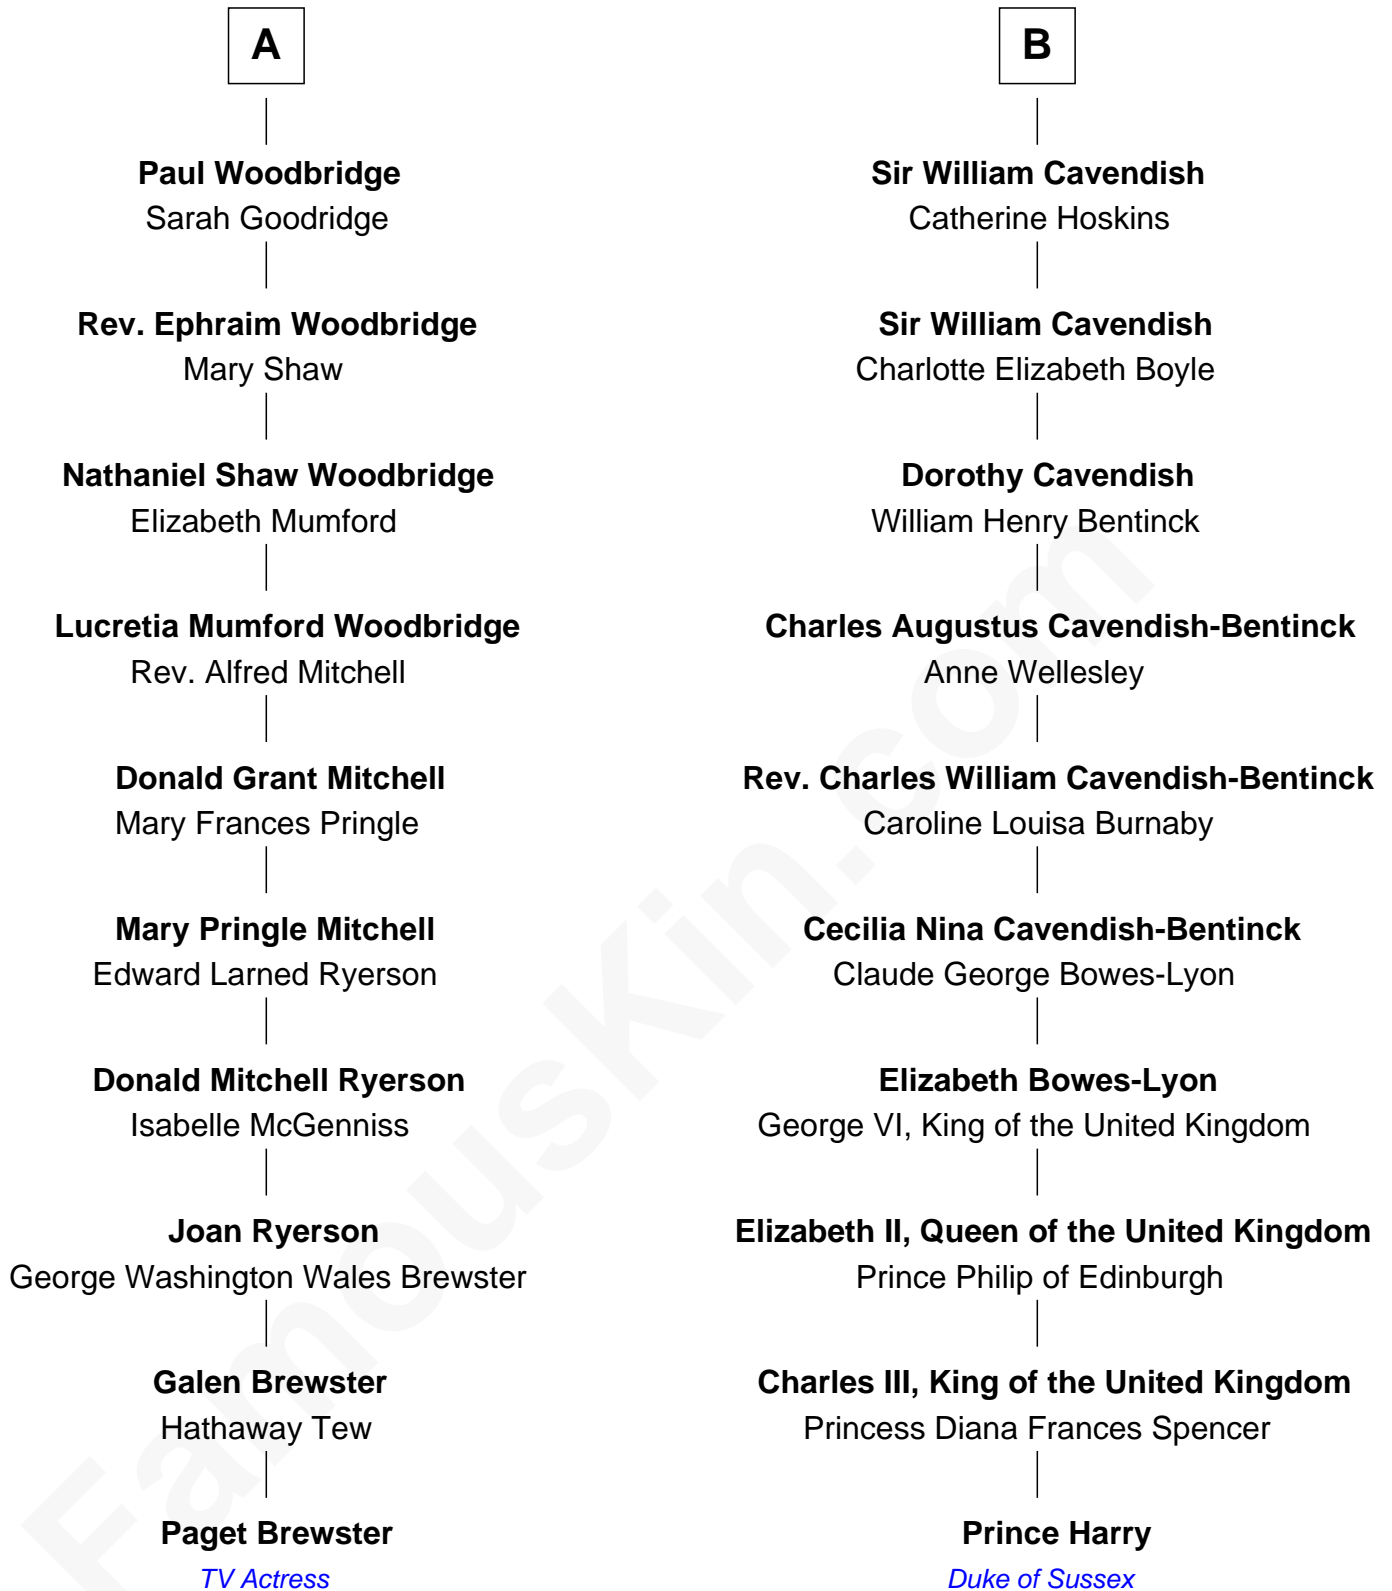 A
Paul Woodbridge
Sarah Goodridge
Rev. Ephraim Woodbridge
Mary Shaw
Nathaniel Shaw Woodbridge
Elizabeth Mumford
Lucretia Mumford Woodbridge
Rev. Alfred Mitchell
Donald Grant Mitchell
Mary Frances Pringle
Mary Pringle Mitchell
Edward Larned Ryerson
Donald Mitchell Ryerson
Isabelle McGenniss
Joan Ryerson
George Washington Wales Brewster
Galen Brewster
Hathaway Tew
Paget Brewster
TV Actress
B
Sir William Cavendish
Catherine Hoskins
Sir William Cavendish
Charlotte Elizabeth Boyle
Dorothy Cavendish
William Henry Bentinck
Charles Augustus Cavendish-Bentinck
Anne Wellesley
Rev. Charles William Cavendish-Bentinck
Caroline Louisa Burnaby
Cecilia Nina Cavendish-Bentinck
Claude George Bowes-Lyon
Elizabeth Bowes-Lyon
George VI, King of the United Kingdom
Elizabeth II, Queen of the United Kingdom
Prince Philip of Edinburgh
Charles III, King of the United Kingdom
Princess Diana Frances Spencer
Prince Harry
Duke of Sussex
FamousKin.com